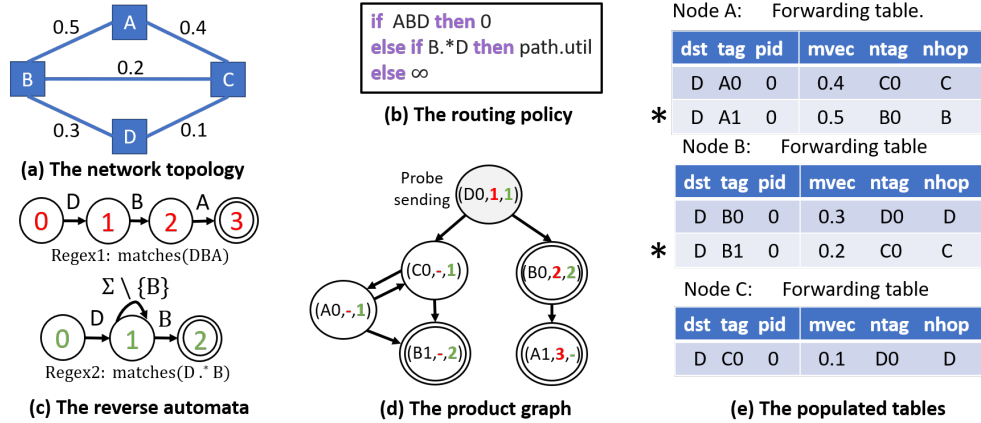 A
0.5
0.4
B
0.2
C
0.3
0.1
D
(a) The network topology
if ABD then 0
else if B.*D then path.util
else ∞
(b) The routing policy
D B A
0 1 2 3
Regex1: matches(DBA)
Σ \ {B}
D B
0 1 2
Regex2: matches(D .* B)
(c) The reverse automata
Probe
sending
(D0,1,1)
(C0,-,1)
(B0,2,2)
(A0,-,1)
(B1,-,2)
(A1,3,-)
(d) The product graph
Node A: Forwarding table.
dst tag pid mvec ntag nhop
D A0 0 0.4 C0 C
* D A1 0 0.5 B0 B
Node B: Forwarding table
dst tag pid mvec ntag nhop
D B0 0 0.3 D0 D
* D B1 0 0.2 C0 C
Node C: Forwarding table
dst tag pid mvec ntag nhop
D C0 0 0.1 D0 D
(e) The populated tables